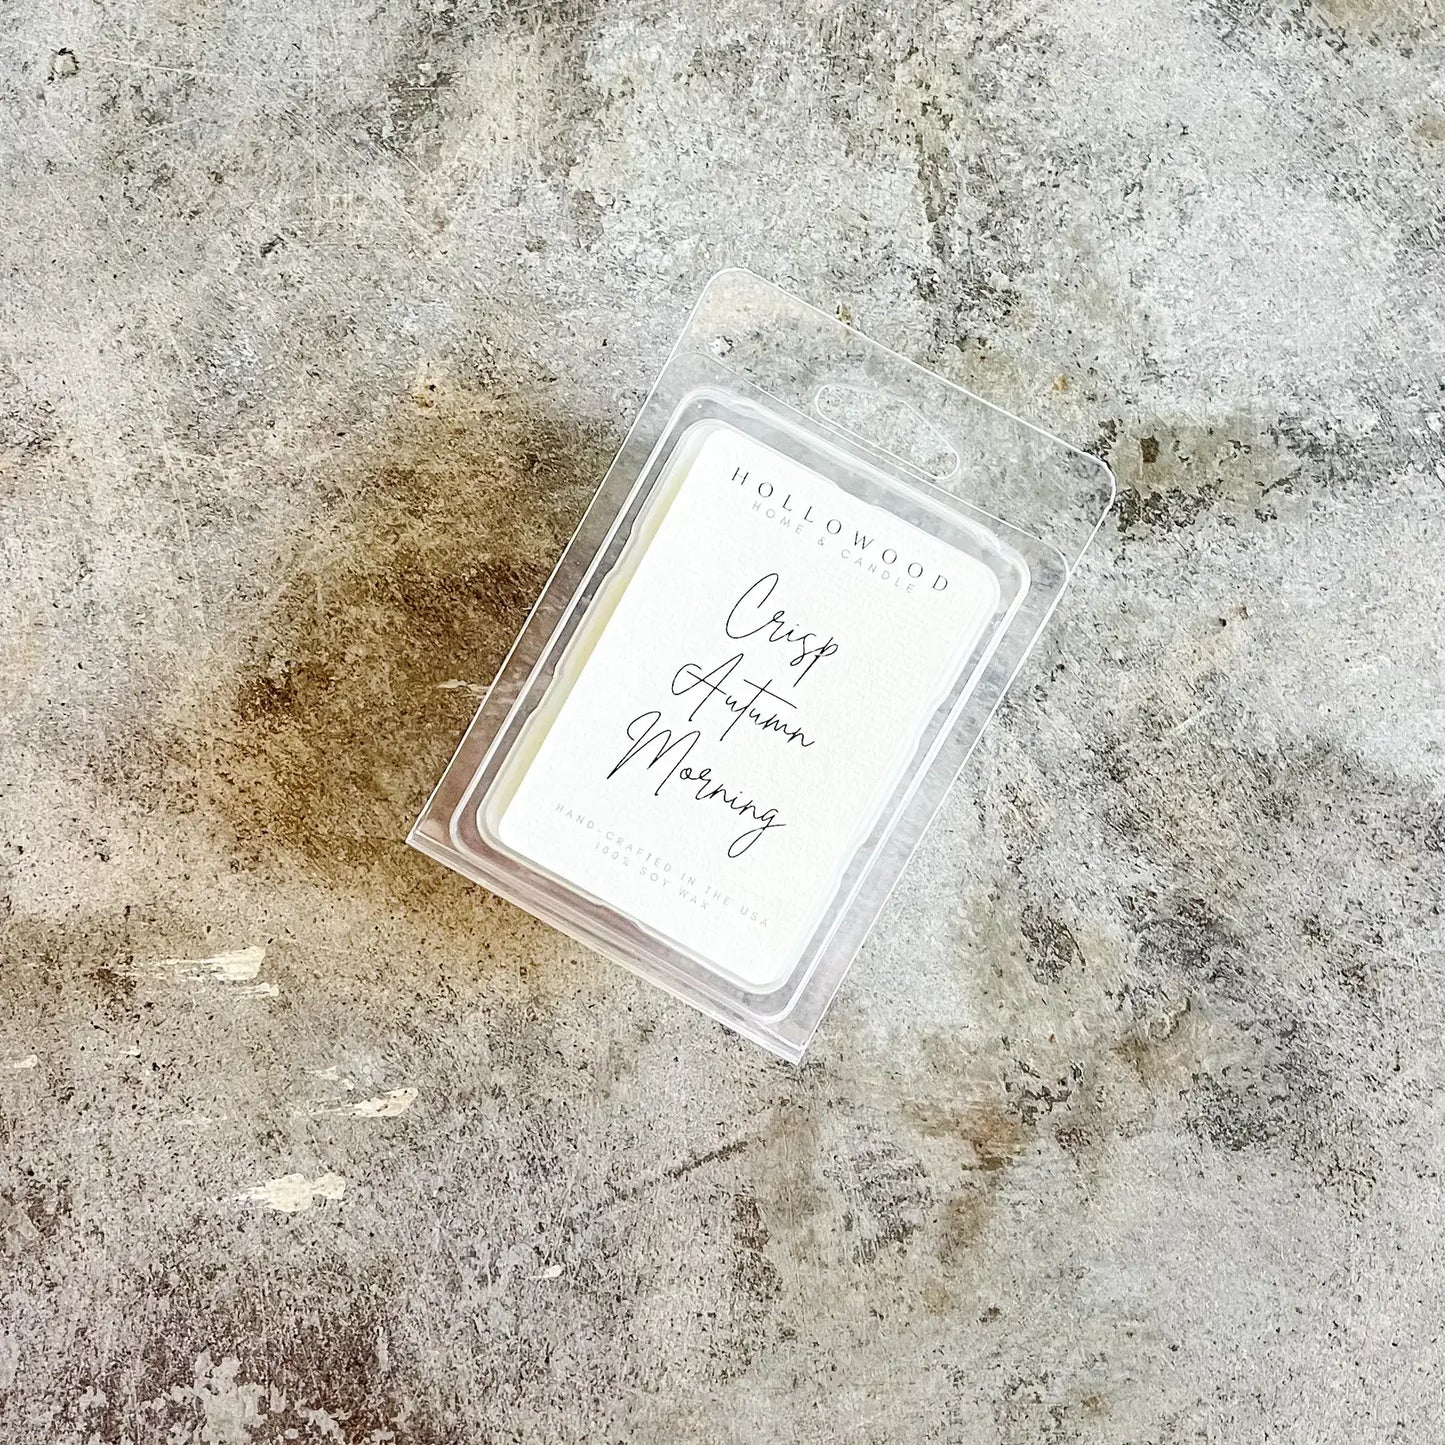 HOLLOWOOD
HOME & CANDLE
Crisp
Autumn
Morning
HAND-CRAFTED IN THE USA
100% SOY WAX